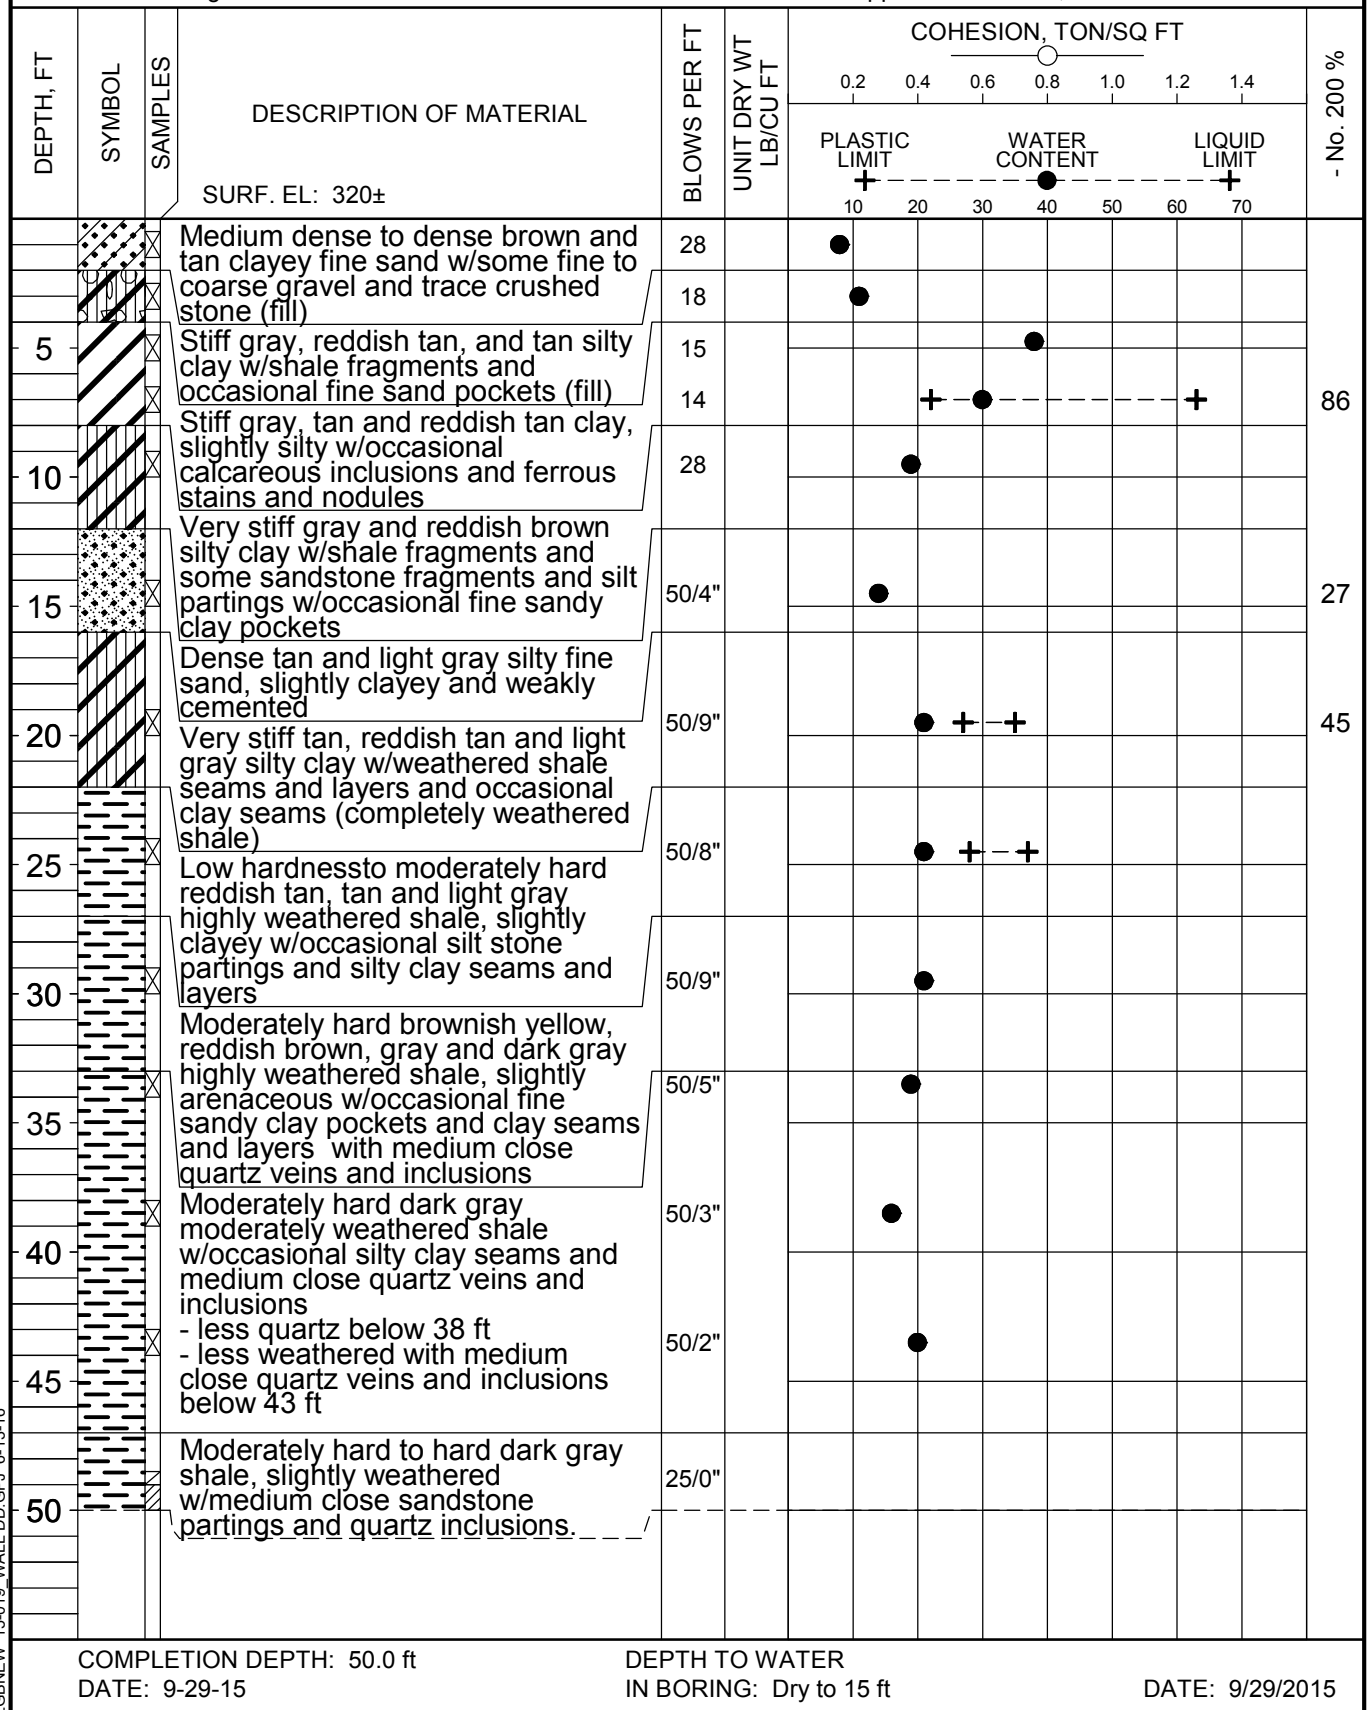 COHESION, TON/SQ FT
0.2 0.4 0.6 0.8 1.0 1.2 1.4
DEPTH, FT
SYMBOL
SAMPLES
DESCRIPTION OF MATERIAL
SURF. EL: 320±
BLOWS PER FT
UNIT DRY WT
LB/CU FT
PLASTIC
LIMIT
WATER
CONTENT
LIQUID
LIMIT
10 20 30 40 50 60 70
- No. 200 %
Medium dense to dense brown and
tan clayey fine sand w/some fine to
coarse gravel and trace crushed
stone (fill)
28
18
Stiff gray, reddish tan, and tan silty
clay w/shale fragments and
occasional fine sand pockets (fill)
5
15
14
86
Stiff gray, tan and reddish tan clay,
slightly silty w/occasional
calcareous inclusions and ferrous
stains and nodules
10
28
Very stiff gray and reddish brown
silty clay w/shale fragments and
some sandstone fragments and silt
partings w/occasional fine sandy
clay pockets
15
50/4"
27
Dense tan and light gray silty fine
sand, slightly clayey and weakly
cemented
20
50/9"
45
Very stiff tan, reddish tan and light
gray silty clay w/weathered shale
seams and layers and occasional
clay seams (completely weathered
shale)
25
50/8"
Low hardnessto moderately hard
reddish tan, tan and light gray
highly weathered shale, slightly
clayey w/occasional silt stone
partings and silty clay seams and
layers
30
50/9"
Moderately hard brownish yellow,
reddish brown, gray and dark gray
highly weathered shale, slightly
arenaceous w/occasional fine
sandy clay pockets and clay seams
and layers with medium close
quartz veins and inclusions
35
50/5"
Moderately hard dark gray
moderately weathered shale
w/occasional silty clay seams and
medium close quartz veins and
inclusions
- less quartz below 38 ft
- less weathered with medium
close quartz veins and inclusions
below 43 ft
40
50/3"
45
50/2"
Moderately hard to hard dark gray
shale, slightly weathered
w/medium close sandstone
partings and quartz inclusions.
50
25/0"
COMPLETION DEPTH: 50.0 ft
DATE: 9-29-15
DEPTH TO WATER
IN BORING: Dry to 15 ft
DATE: 9/29/2015